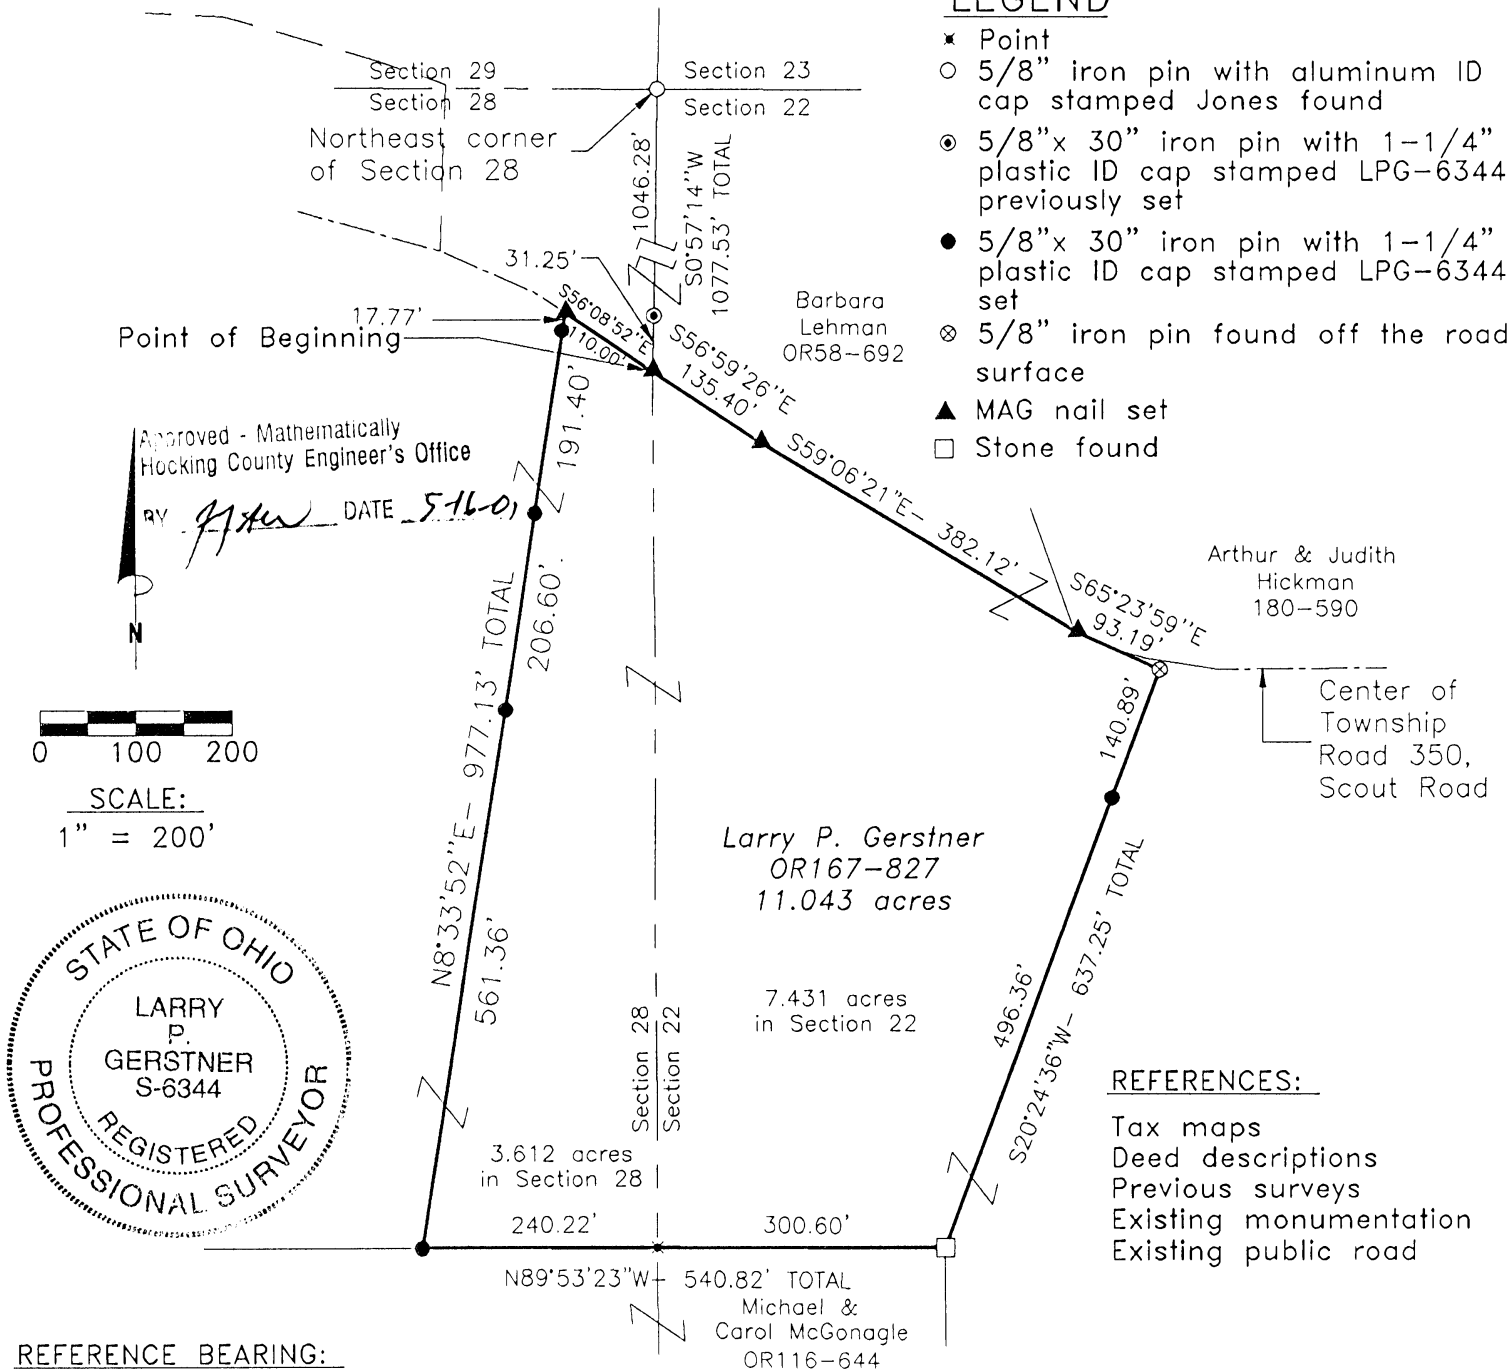 LEGEND
Point
5/8" iron pin with aluminum ID
cap stamped Jones found
5/8"x 30" iron pin with 1-1/4"
plastic ID cap stamped LPG-6344
previously set
5/8"x 30" iron pin with 1-1/4"
plastic ID cap stamped LPG-6344
set
5/8" iron pin found off the road
surface
MAG nail set
Stone found
Section 29
Section 28
Section 23
Section 22
Northeast corner
of Section 28
1046.28'
S0°57'14"W
1077.53' TOTAL
31.25'
17.77'
Point of Beginning
S56°08'52"E
110.00'
S56°59'26"E
135.40'
Barbara
Lehman
OR58-692
S59°06'21"E- 382.12'
S65°23'59"E
93.19'
Arthur & Judith
Hickman
180-590
Center of
Township
Road 350,
Scout Road
Approved - Mathematically
Hocking County Engineer's Office
BY DATE 5-16-01
N
0 100 200
SCALE:
1" = 200'
191.40'
206.60'.
N8°33'52"E- 977.13' TOTAL
561.36'
140.89'
496.36'
S20°24'36"W- 637.25' TOTAL
Larry P. Gerstner
OR167-827
11.043 acres
7.431 acres
in Section 22
Section 28
Section 22
3.612 acres
in Section 28
240.22'
300.60'
N89°53'23"W- 540.82' TOTAL
Michael &
Carol McGonagle
OR116-644
STATE OF OHIO
LARRY
P.
GERSTNER
S-6344
REGISTERED
PROFESSIONAL SURVEYOR
REFERENCES:
Tax maps
Deed descriptions
Previous surveys
Existing monumentation
Existing public road
REFERENCE BEARING: